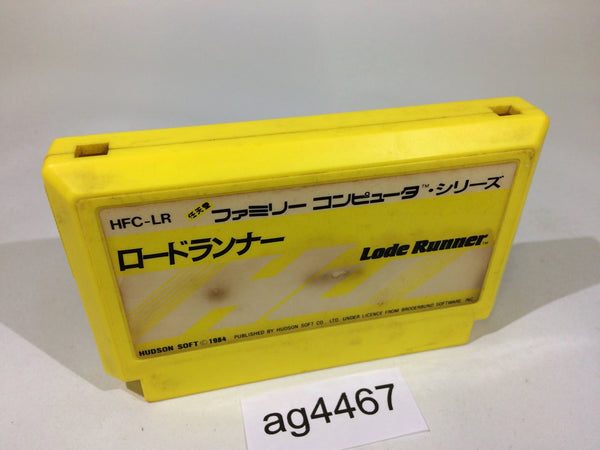 HFC-LR 任天堂 ファミリー コンピュータ™・シリーズ
ロードランナー Lode Runner™
HUDSON SOFT © 1984 PUBLISHED BY HUDSON SOFT CO., LTD. UNDER LICENCE FROM BRODERBUND SOFTWARE, INC.
ag4467